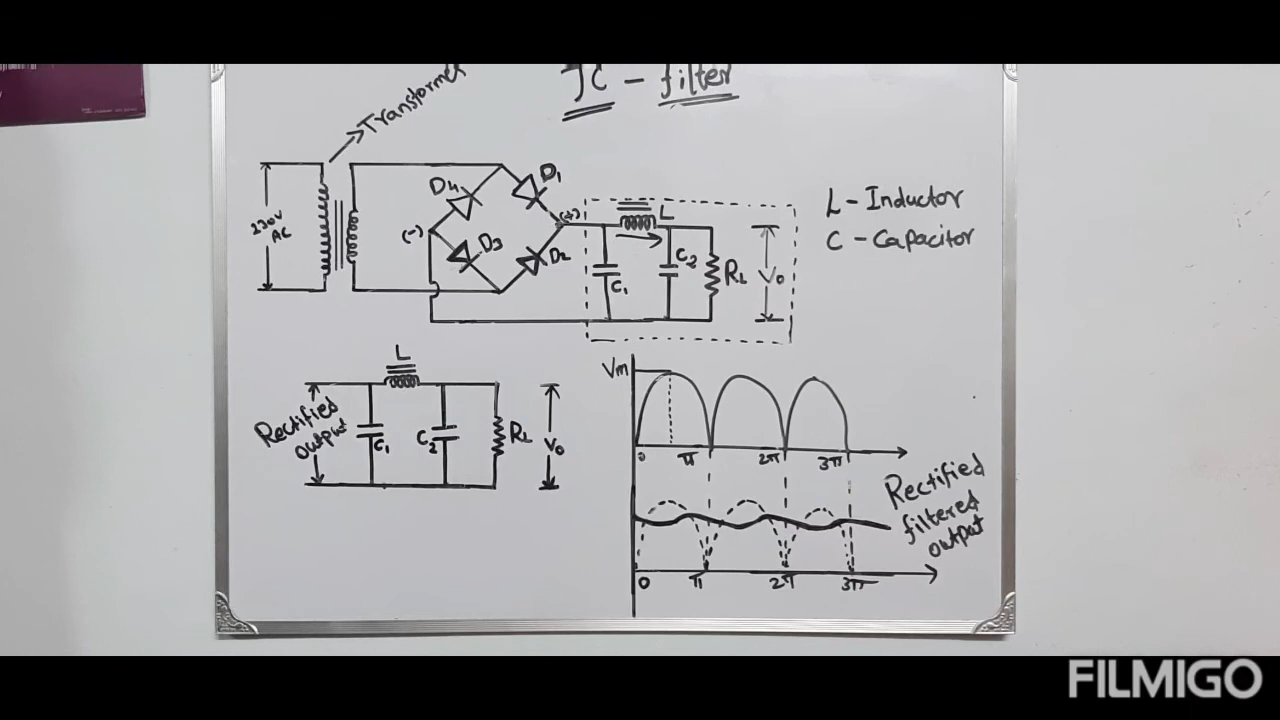 π - filter
Transformer
230V
AC
D4
D1
(-)
(+)
D3
D2
L
C1
C2
RL
Vo
L - Inductor
C - Capacitor
L
Rectified
output
C1
C2
RL
Vo
Vm
0
π
2π
3π
Rectified
filtered
output
0
π
2π
3π
FILMIGO